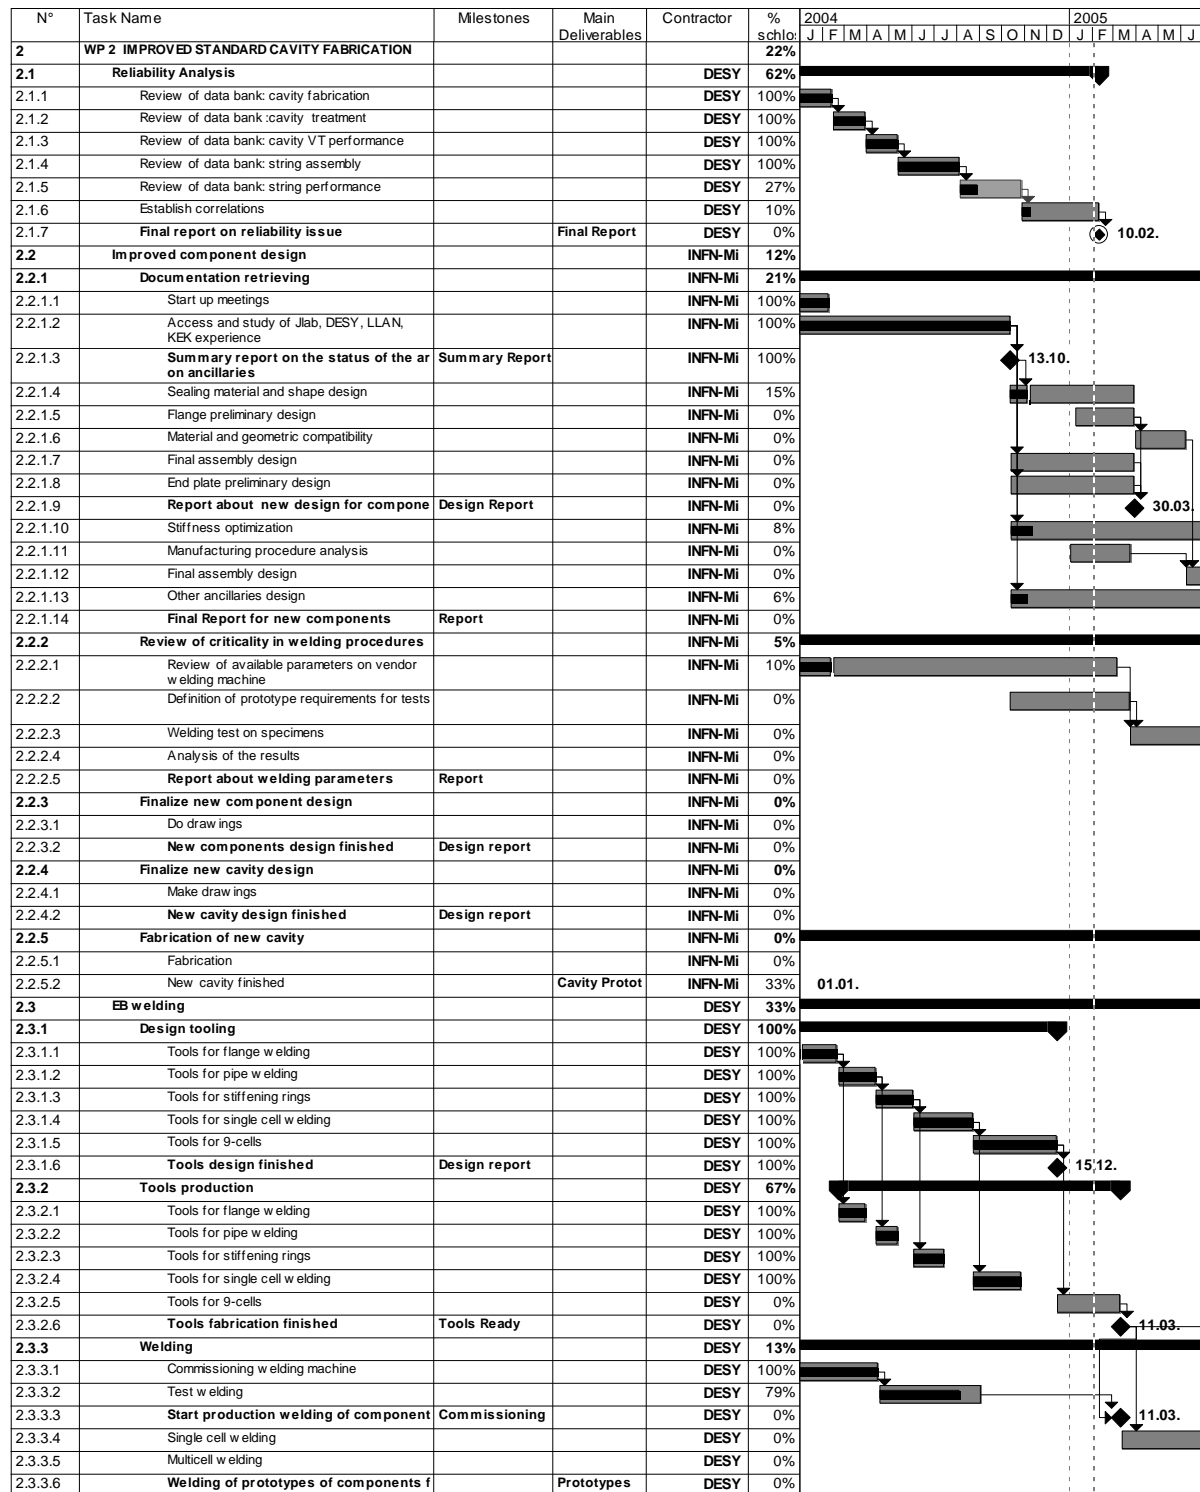 N° Task Name Milestones Main Deliverables Contractor % schlo: 2004 2005
J F M A M J J A S O N D J F M A M J
2 WP 2 IMPROVED STANDARD CAVITY FABRICATION 22%
2.1 Reliability Analysis DESY 62%
2.1.1 Review of data bank: cavity fabrication DESY 100%
2.1.2 Review of data bank :cavity treatment DESY 100%
2.1.3 Review of data bank: cavity VT performance DESY 100%
2.1.4 Review of data bank: string assembly DESY 100%
2.1.5 Review of data bank: string performance DESY 27%
2.1.6 Establish correlations DESY 10%
2.1.7 Final report on reliability issue Final Report DESY 0% 10.02.
2.2 Improved component design INFN-Mi 12%
2.2.1 Documentation retrieving INFN-Mi 21%
2.2.1.1 Start up meetings INFN-Mi 100%
2.2.1.2 Access and study of Jlab, DESY, LLAN, KEK experience INFN-Mi 100%
2.2.1.3 Summary report on the status of the ar on ancillaries Summary Report INFN-Mi 100% 13.10.
2.2.1.4 Sealing material and shape design INFN-Mi 15%
2.2.1.5 Flange preliminary design INFN-Mi 0%
2.2.1.6 Material and geometric compatibility INFN-Mi 0%
2.2.1.7 Final assembly design INFN-Mi 0%
2.2.1.8 End plate preliminary design INFN-Mi 0%
2.2.1.9 Report about new design for compone Design Report INFN-Mi 0% 30.03.
2.2.1.10 Stiffness optimization INFN-Mi 8%
2.2.1.11 Manufacturing procedure analysis INFN-Mi 0%
2.2.1.12 Final assembly design INFN-Mi 0%
2.2.1.13 Other ancillaries design INFN-Mi 6%
2.2.1.14 Final Report for new components Report INFN-Mi 0%
2.2.2 Review of criticality in welding procedures INFN-Mi 5%
2.2.2.1 Review of available parameters on vendor welding machine INFN-Mi 10%
2.2.2.2 Definition of prototype requirements for tests INFN-Mi 0%
2.2.2.3 Welding test on specimens INFN-Mi 0%
2.2.2.4 Analysis of the results INFN-Mi 0%
2.2.2.5 Report about welding parameters Report INFN-Mi 0%
2.2.3 Finalize new component design INFN-Mi 0%
2.2.3.1 Do drawings INFN-Mi 0%
2.2.3.2 New components design finished Design report INFN-Mi 0%
2.2.4 Finalize new cavity design INFN-Mi 0%
2.2.4.1 Make drawings INFN-Mi 0%
2.2.4.2 New cavity design finished Design report INFN-Mi 0%
2.2.5 Fabrication of new cavity INFN-Mi 0%
2.2.5.1 Fabrication INFN-Mi 0%
2.2.5.2 New cavity finished Cavity Protot INFN-Mi 33% 01.01.
2.3 EB welding DESY 33%
2.3.1 Design tooling DESY 100%
2.3.1.1 Tools for flange welding DESY 100%
2.3.1.2 Tools for pipe welding DESY 100%
2.3.1.3 Tools for stiffening rings DESY 100%
2.3.1.4 Tools for single cell welding DESY 100%
2.3.1.5 Tools for 9-cells DESY 100%
2.3.1.6 Tools design finished Design report DESY 100% 15.12.
2.3.2 Tools production DESY 67%
2.3.2.1 Tools for flange welding DESY 100%
2.3.2.2 Tools for pipe welding DESY 100%
2.3.2.3 Tools for stiffening rings DESY 100%
2.3.2.4 Tools for single cell welding DESY 100%
2.3.2.5 Tools for 9-cells DESY 0%
2.3.2.6 Tools fabrication finished Tools Ready DESY 0% 11.03.
2.3.3 Welding DESY 13%
2.3.3.1 Commissioning welding machine DESY 100%
2.3.3.2 Test welding DESY 79%
2.3.3.3 Start production welding of component Commissioning DESY 0% 11.03.
2.3.3.4 Single cell welding DESY 0%
2.3.3.5 Multicell welding DESY 0%
2.3.3.6 Welding of prototypes of components f Prototypes DESY 0%